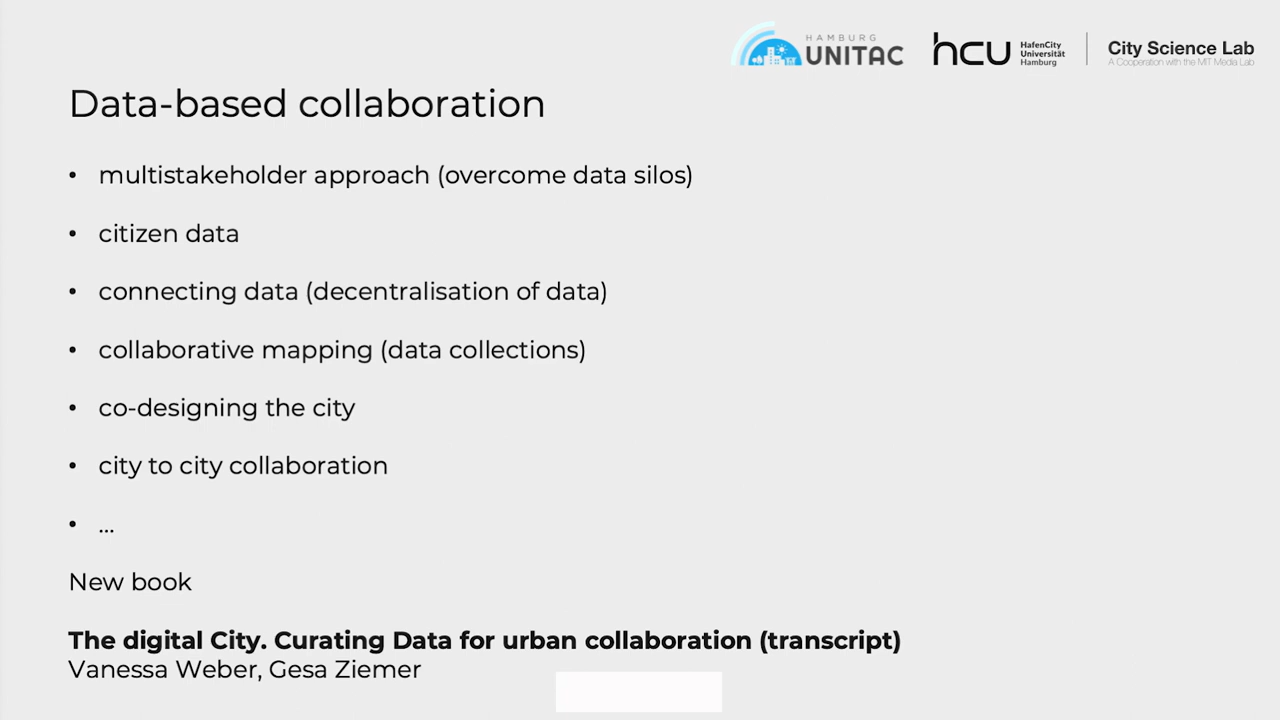 HAMBURG
UNITAC
hcu
HafenCity
Universität
Hamburg
City Science Lab
A Cooperation with the MIT Media Lab
Data-based collaboration
• multistakeholder approach (overcome data silos)
• citizen data
• connecting data (decentralisation of data)
• collaborative mapping (data collections)
• co-designing the city
• city to city collaboration
• ...
New book
The digital City. Curating Data for urban collaboration (transcript)
Vanessa Weber, Gesa Ziemer